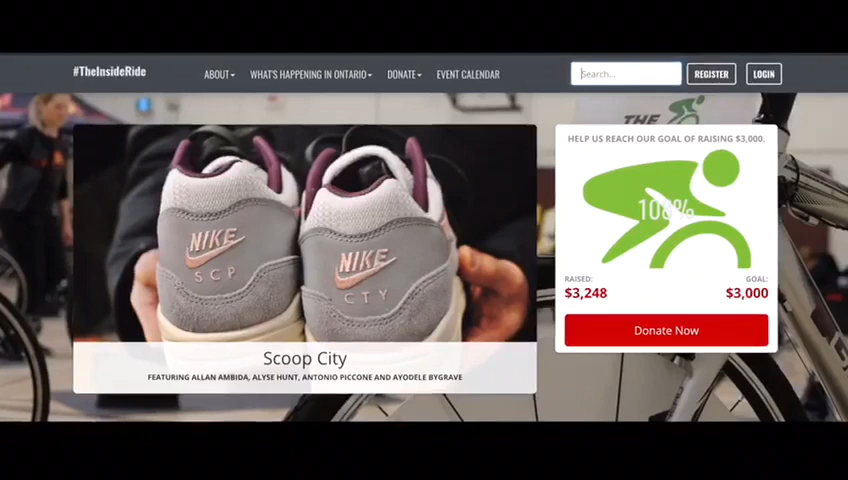 #TheInsideRide
ABOUT
WHAT'S HAPPENING IN ONTARIO
DONATE
EVENT CALENDAR
Search...
REGISTER
LOGIN
THE
HELP US REACH OUR GOAL OF RAISING $3,000.
108%
RAISED:
GOAL:
$3,248
$3,000
Donate Now
NIKE
SCP
NIKE
CTY
Scoop City
FEATURING ALLAN AMBIDA, ALYSE HUNT, ANTONIO PICCONE AND AYODELE BYGRAVE